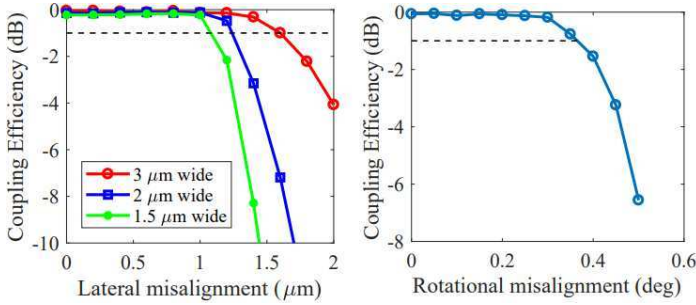 Coupling Efficiency (dB)
0
-2
-4
-6
-8
-10
3 μm wide
2 μm wide
1.5 μm wide
0
0.5
1
1.5
2
Lateral misalignment (μm)
Coupling Efficiency (dB)
0
-2
-4
-6
-8
0
0.2
0.4
0.6
Rotational misalignment (deg)